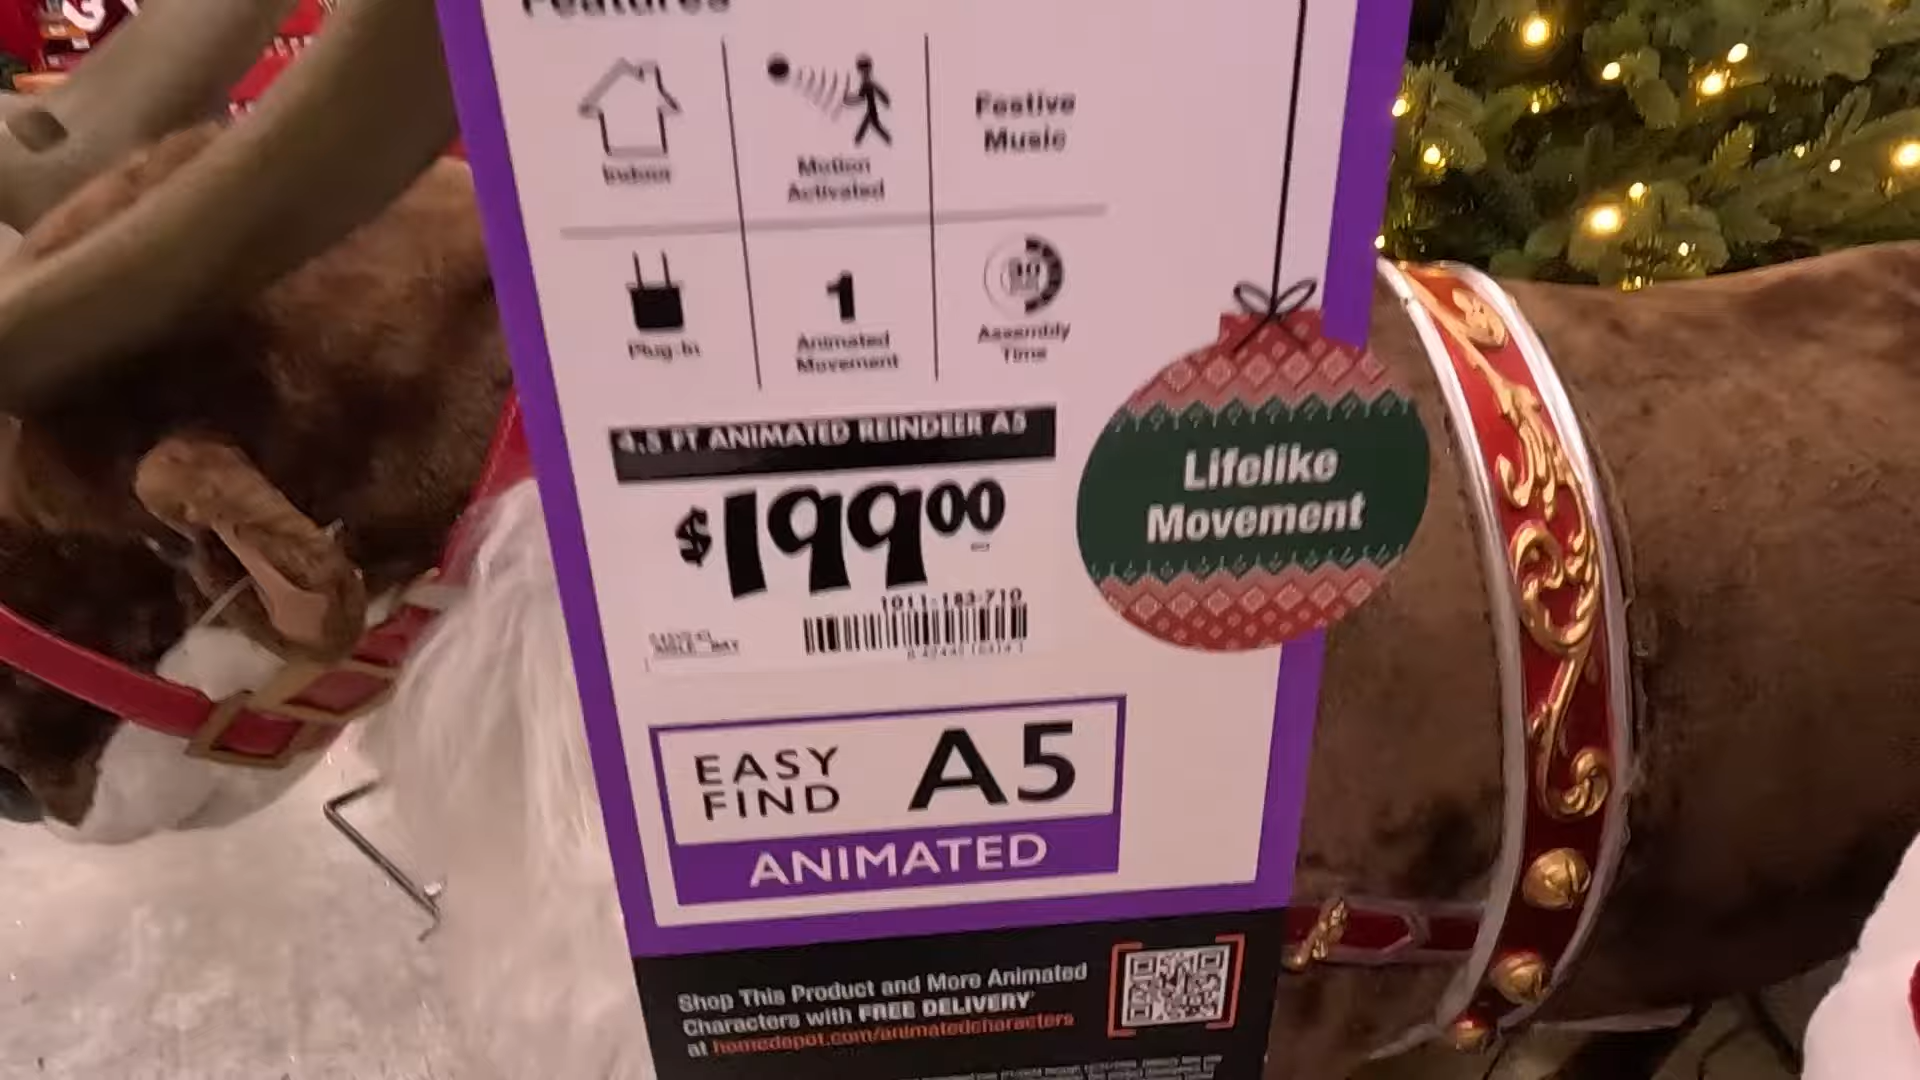 Features
Indoor
Motion
Activated
Festive
Music
Plug-In
1
Animated
Movement
30
Assembly
Time
4.5 FT ANIMATED REINDEER A5
$199.00
1011-183-710
Lifelike
Movement
EASY
FIND
A5
ANIMATED
Shop This Product and More Animated
Characters with FREE DELIVERY*
at homedepot.com/animatedcharacters